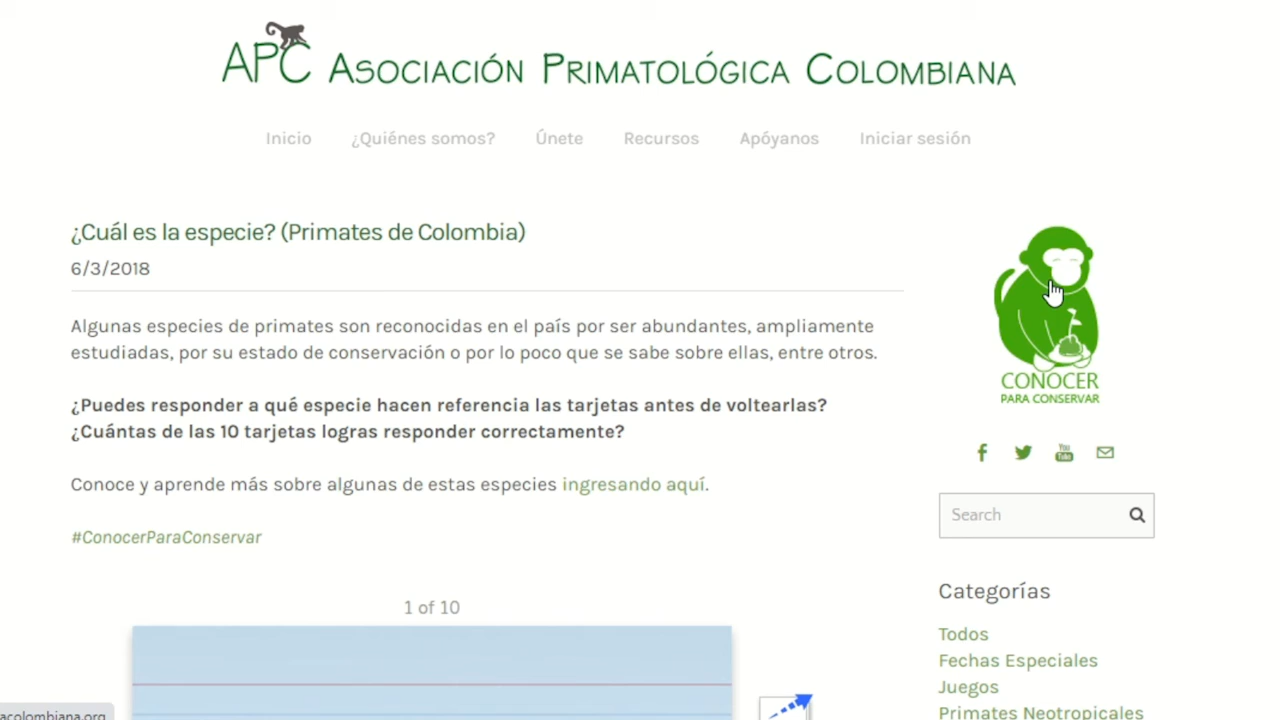 APC ASOCIACIÓN PRIMATOLÓGICA COLOMBIANA
Inicio ¿Quiénes somos? Únete Recursos Apóyanos Iniciar sesión
¿Cuál es la especie? (Primates de Colombia)
6/3/2018
Algunas especies de primates son reconocidas en el país por ser abundantes, ampliamente
estudiadas, por su estado de conservación o por lo poco que se sabe sobre ellas, entre otros.
¿Puedes responder a qué especie hacen referencia las tarjetas antes de voltearlas?
¿Cuántas de las 10 tarjetas logras responder correctamente?
Conoce y aprende más sobre algunas de estas especies ingresando aquí.
#ConocerParaConservar
1 of 10
CONOCER
PARA CONSERVAR
f
You
Tube
Search
Categorías
Todos
Fechas Especiales
Juegos
Primates Neotropicales
acolombiana.org